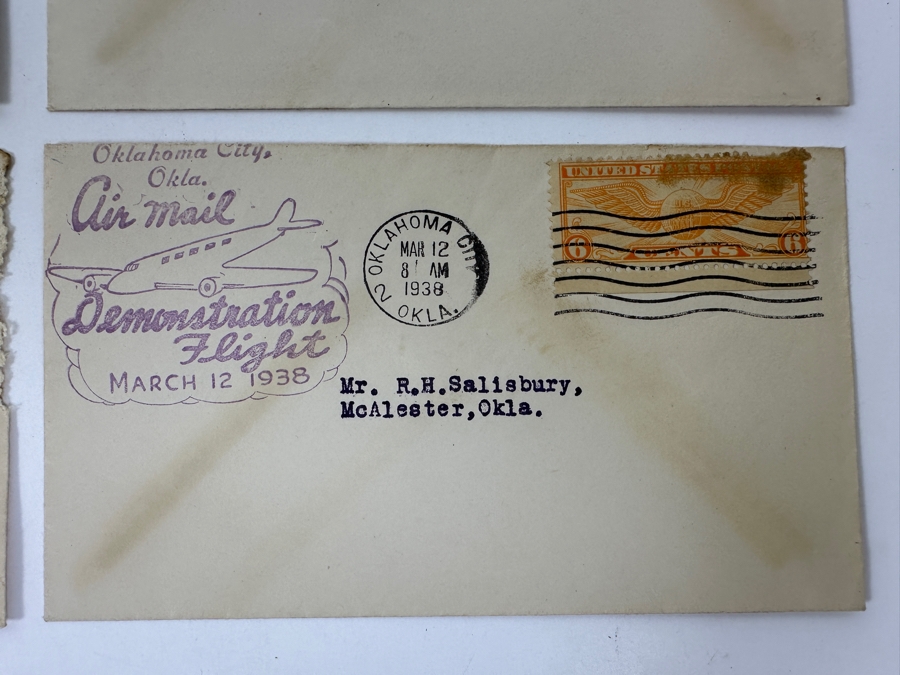 Oklahoma City,
Okla.
Air Mail
Demonstration
Flight
MARCH 12 1938
OKLAHOMA CITY
MAR 12
8 AM
1938
2 OKLA.
UNITED STATES
6 CENTS 6
Mr. R.H.Salisbury,
McAlester,Okla.